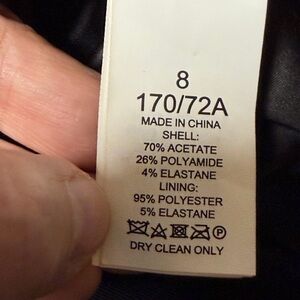 8
170/72A
MADE IN CHINA
SHELL:
70% ACETATE
26% POLYAMIDE
4% ELASTANE
LINING:
95% POLYESTER
5% ELASTANE
P
DRY CLEAN ONLY